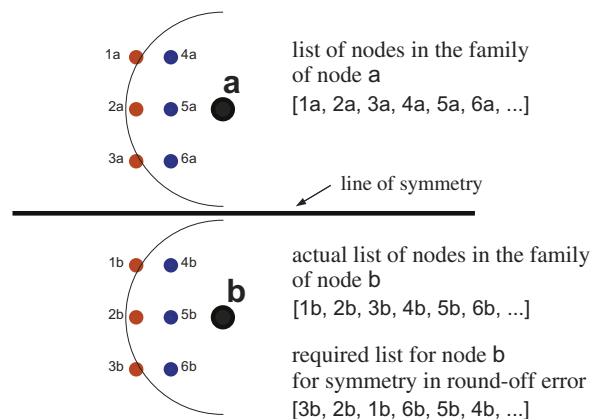 1a
4a
a
2a
5a
3a
6a
list of nodes in the family
of node a
[1a, 2a, 3a, 4a, 5a, 6a, ...]
line of symmetry
1b
4b
b
2b
5b
3b
6b
actual list of nodes in the family
of node b
[1b, 2b, 3b, 4b, 5b, 6b, ...]
required list for node b
for symmetry in round-off error
[3b, 2b, 1b, 6b, 5b, 4b, ...]